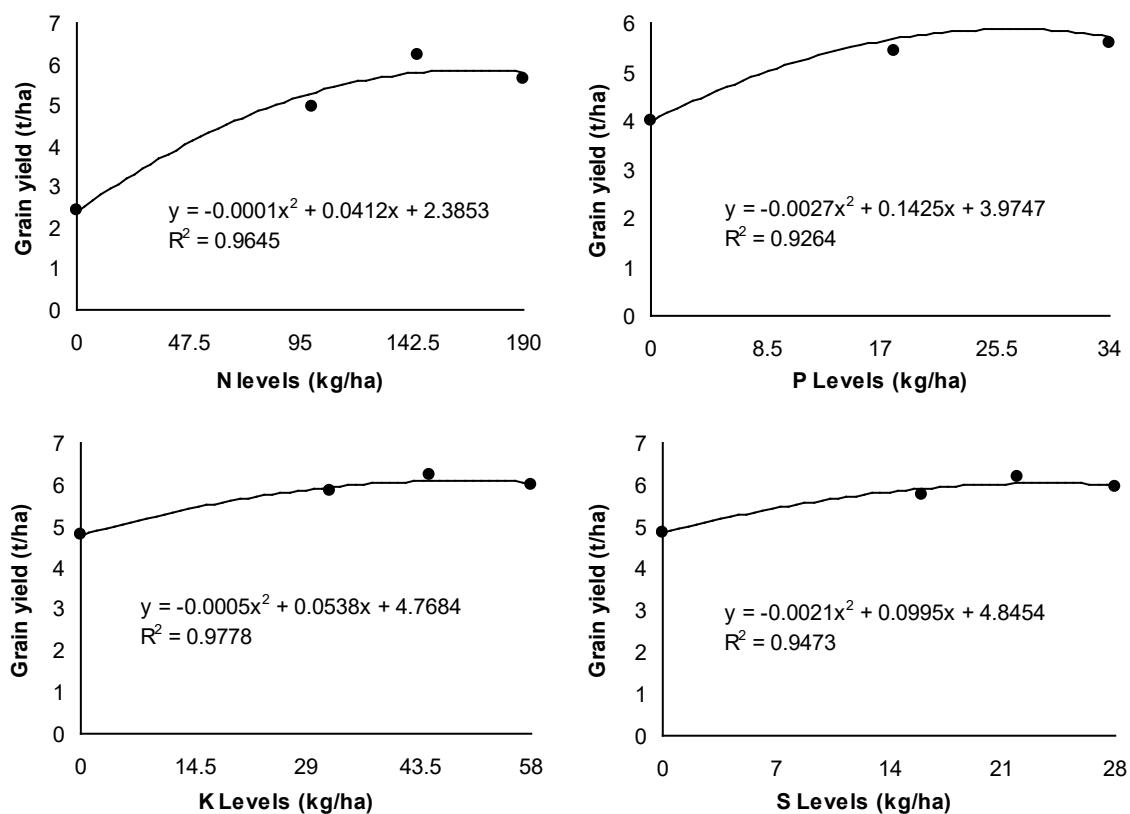 7
6
5
4
3
2
1
0
Grain yield (t/ha)
y = -0.0001x² + 0.0412x + 2.3853
R² = 0.9645
0 47.5 95 142.5 190
N levels (kg/ha)
6
5
4
3
2
1
0
Grain yield (t/ha)
y = -0.0027x² + 0.1425x + 3.9747
R² = 0.9264
0 8.5 17 25.5 34
P Levels (kg/ha)
7
6
5
4
3
2
1
0
Grain yield (t/ha)
y = -0.0005x² + 0.0538x + 4.7684
R² = 0.9778
0 14.5 29 43.5 58
K Levels (kg/ha)
7
6
5
4
3
2
1
0
Grain yield (t/ha)
y = -0.0021x² + 0.0995x + 4.8454
R² = 0.9473
0 7 14 21 28
S Levels (kg/ha)